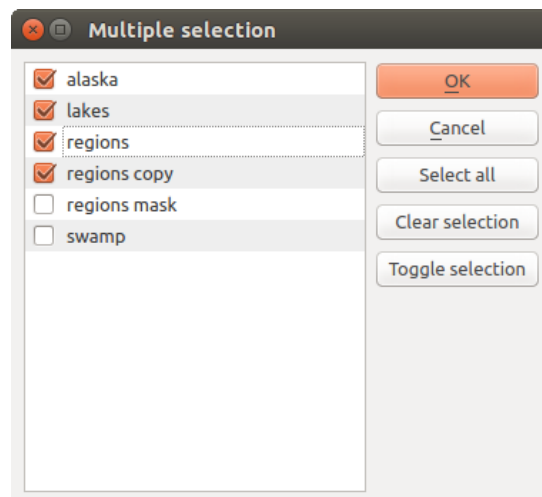 Multiple selection
alaska
lakes
regions
regions copy
regions mask
swamp
OK
Cancel
Select all
Clear selection
Toggle selection